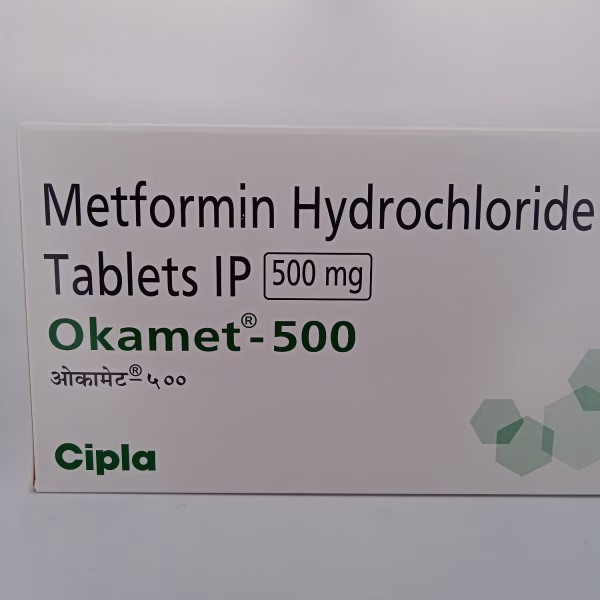 Metformin Hydrochloride
Tablets IP 500 mg
Okamet®-500
ओकामेट®-५००
Cipla